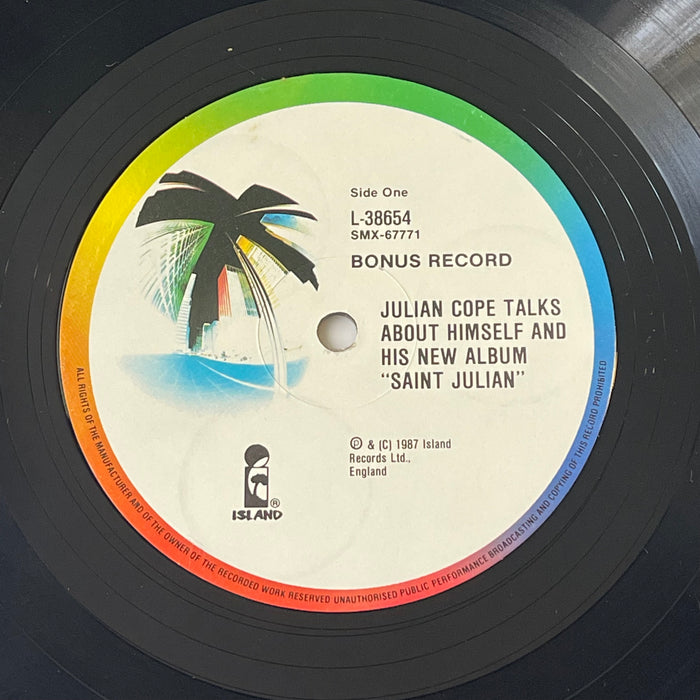 Side One
L-38654
SMX-67771
BONUS RECORD
JULIAN COPE TALKS
ABOUT HIMSELF AND
HIS NEW ALBUM
“SAINT JULIAN”
Ⓟ & (C) 1987 Island
Records Ltd.,
England
i
®
ISLAND
ALL RIGHTS OF THE MANUFACTURER AND OF THE OWNER OF THE RECORDED WORK RESERVED UNAUTHORISED PUBLIC PERFORMANCE BROADCASTING AND COPYING OF THIS RECORD PROHIBITED